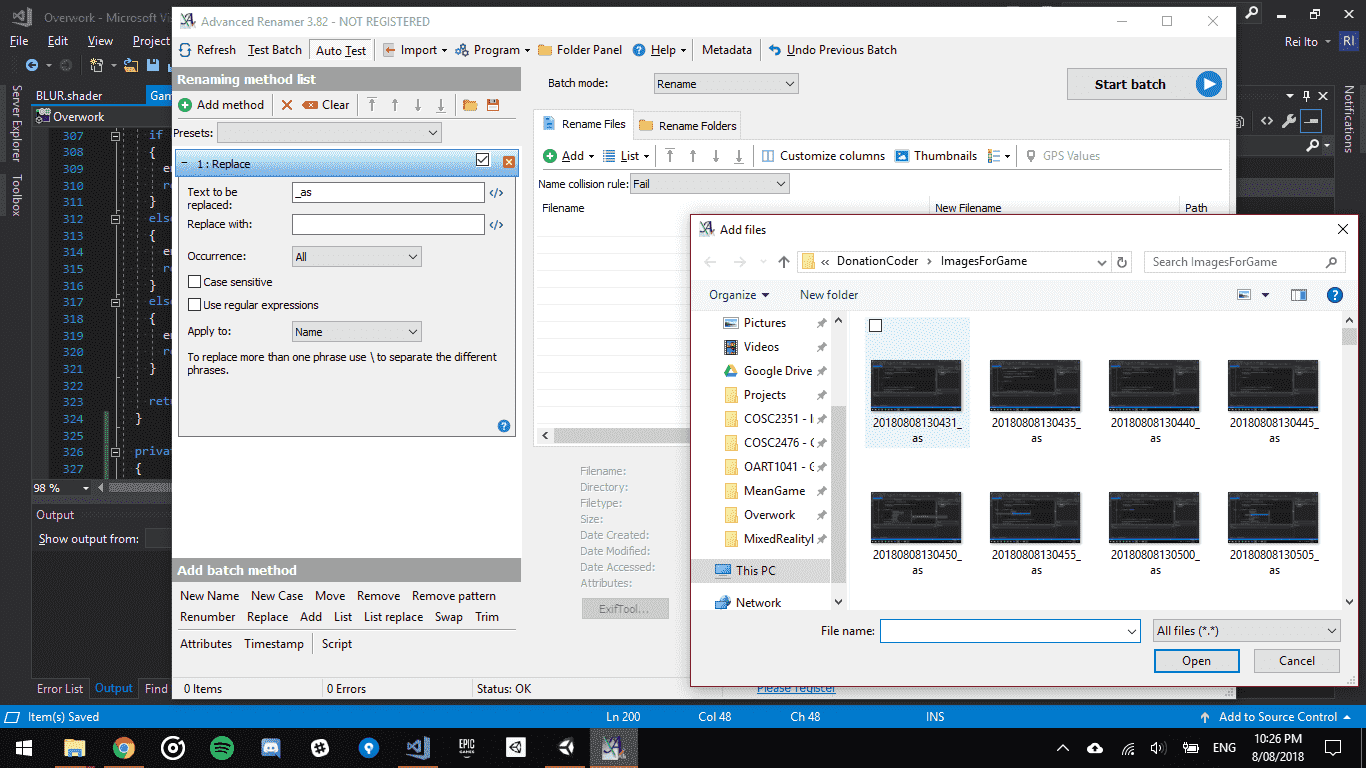 Overwork - Microsoft Vis
File Edit View Project
Rei Ito RI
Server Explorer
Toolbox
Notifications
BLUR.shader Gam
Overwork
307 if
308 {
309 e
310 re
311 }
312 else
313 {
314 e
315 re
316 }
317 else
318 {
319 e
320 re
321 }
322
323 retu
324 }
325
326 private
327 {
98 %
Output
Show output from:
Error List Output Find
Item(s) Saved Ln 200 Col 48 Ch 48 INS Add to Source Control
Advanced Renamer 3.82 - NOT REGISTERED
Refresh Test Batch Auto Test Import Program Folder Panel Help Metadata Undo Previous Batch
Renaming method list
Add method Clear
Presets:
1 : Replace
Text to be replaced: _as
Replace with:
Occurrence: All
Case sensitive
Use regular expressions
Apply to: Name
To replace more than one phrase use \ to separate the different
phrases.
Add batch method
New Name New Case Move Remove Remove pattern
Renumber Replace Add List List replace Swap Trim
Attributes Timestamp Script
0 Items 0 Errors Status: OK Please register
Batch mode: Rename Start batch
Rename Files Rename Folders
Add List Customize columns Thumbnails GPS Values
Name collision rule: Fail
Filename New Filename Path
Filename:
Directory:
Filetype:
Size:
Date Created:
Date Modified:
Date Accessed:
Attributes:
ExifTool...
Add files
« DonationCoder › ImagesForGame Search ImagesForGame
Organize New folder
Pictures
Videos
Google Drive
Projects
COSC2351 - I
COSC2476 - C
OART1041 - G
MeanGame
Overwork
MixedRealityl
This PC
Network
20180808130431_as
20180808130435_as
20180808130440_as
20180808130445_as
20180808130450_as
20180808130455_as
20180808130500_as
20180808130505_as
File name: All files (*.*)
Open Cancel
EPIC GAMES
ENG
10:26 PM
8/08/2018